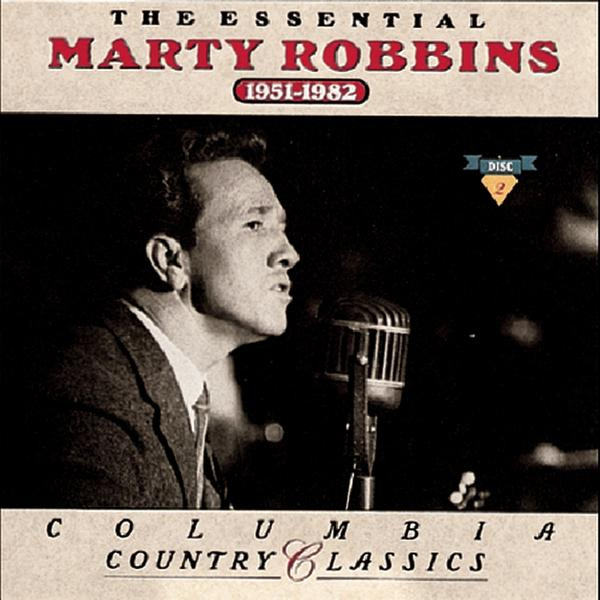 THE ESSENTIAL
MARTY ROBBINS
1951-1982
DISC
2
COLUMBIA
COUNTRY CLASSICS